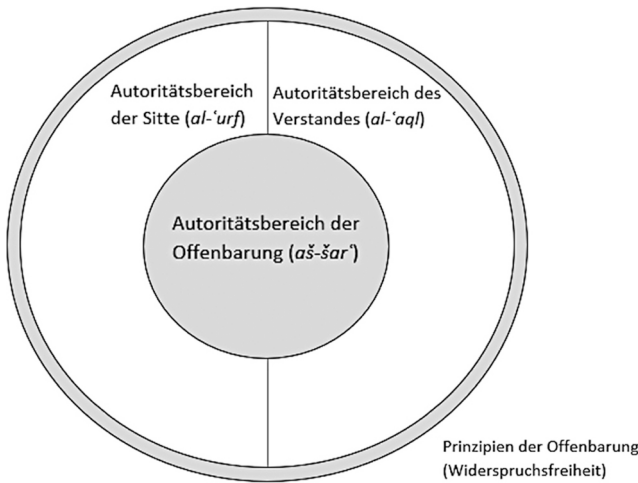 Autoritätsbereich
der Sitte (al-ʿurf)
Autoritätsbereich des
Verstandes (al-ʿaql)
Autoritätsbereich der
Offenbarung (aš-šarʿ)
Prinzipien der Offenbarung
(Widerspruchsfreiheit)